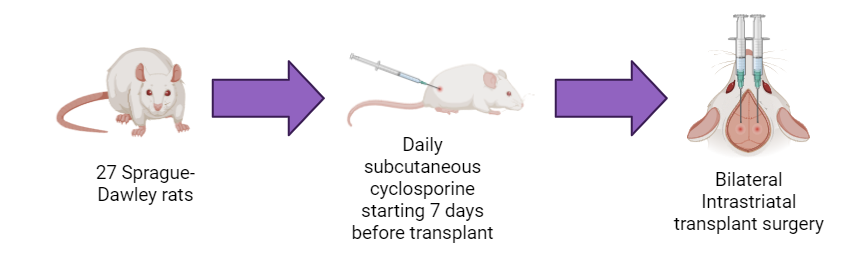 27 Sprague-
Dawley rats
Daily
subcutaneous
cyclosporine
starting 7 days
before transplant
Bilateral
Intrastriatal
transplant surgery